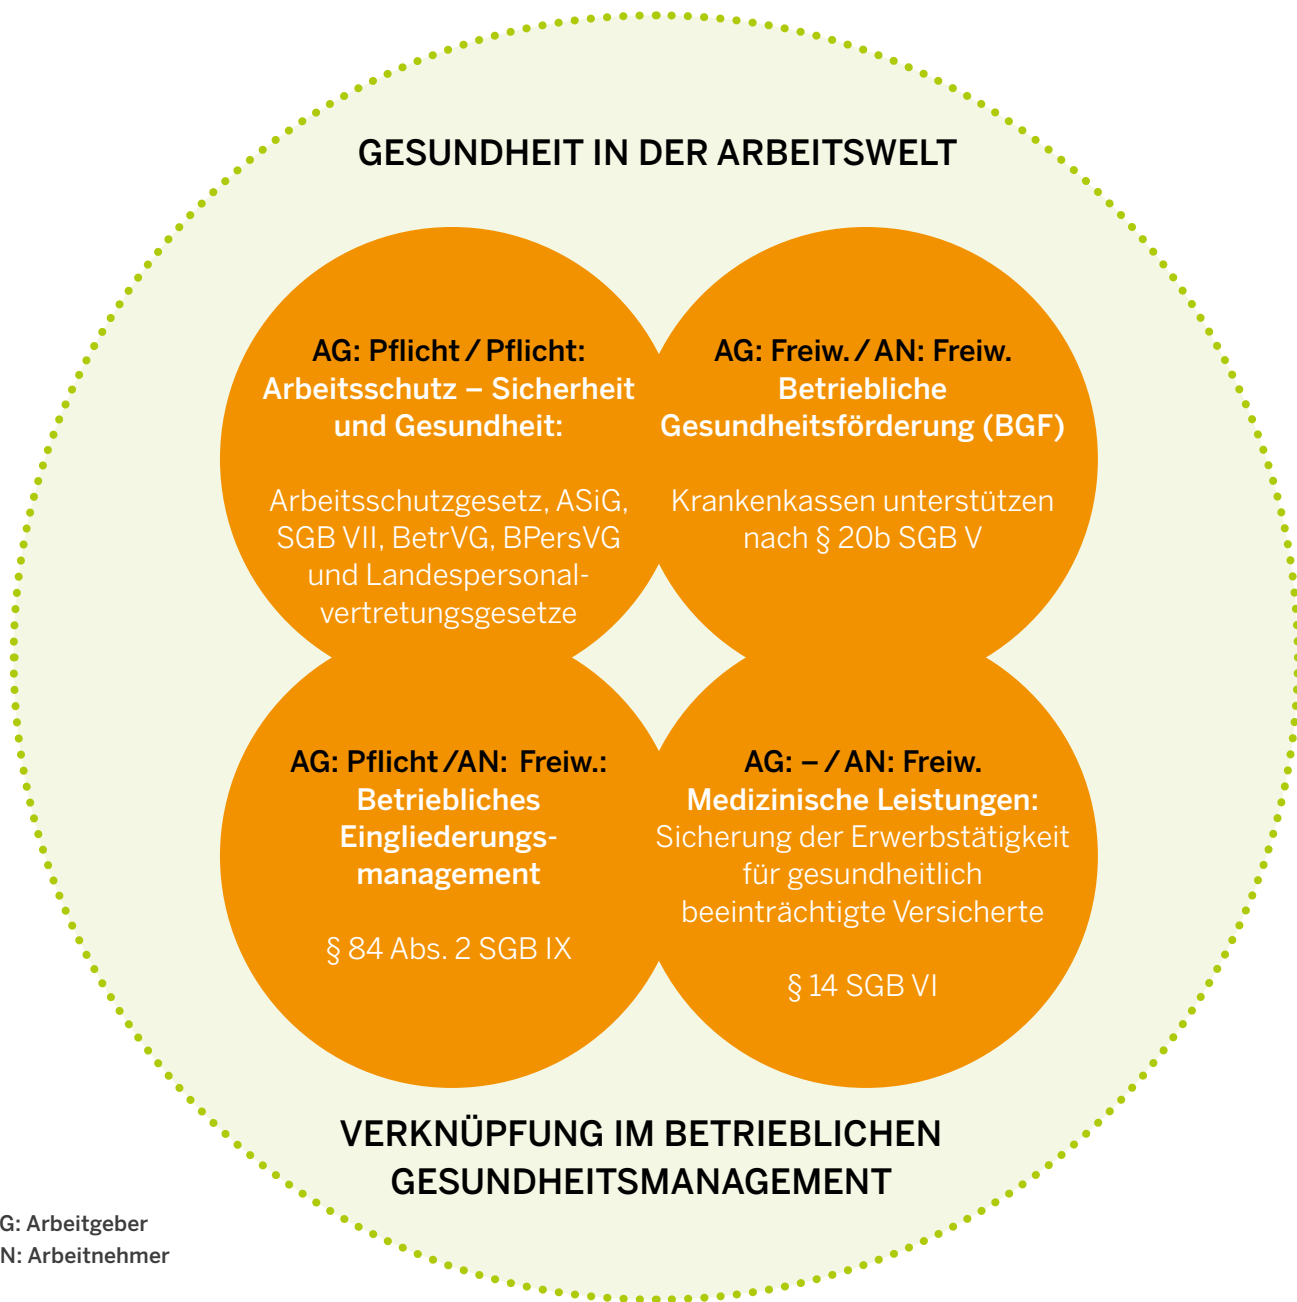 GESUNDHEIT IN DER ARBEITSWELT
AG: Pflicht / Pflicht:
Arbeitsschutz – Sicherheit
und Gesundheit:
Arbeitsschutzgesetz, ASiG,
SGB VII, BetrVG, BPersVG
und Landespersonal-
vertretungsgesetze
AG: Freiw. / AN: Freiw.
Betriebliche
Gesundheitsförderung (BGF)
Krankenkassen unterstützen
nach § 20b SGB V
AG: Pflicht / AN: Freiw.:
Betriebliches
Eingliederungs-
management
§ 84 Abs. 2 SGB IX
AG: – / AN: Freiw.
Medizinische Leistungen:
Sicherung der Erwerbstätigkeit
für gesundheitlich
beeinträchtigte Versicherte
§ 14 SGB VI
VERKNÜPFUNG IM BETRIEBLICHEN
GESUNDHEITSMANAGEMENT
G: Arbeitgeber
N: Arbeitnehmer